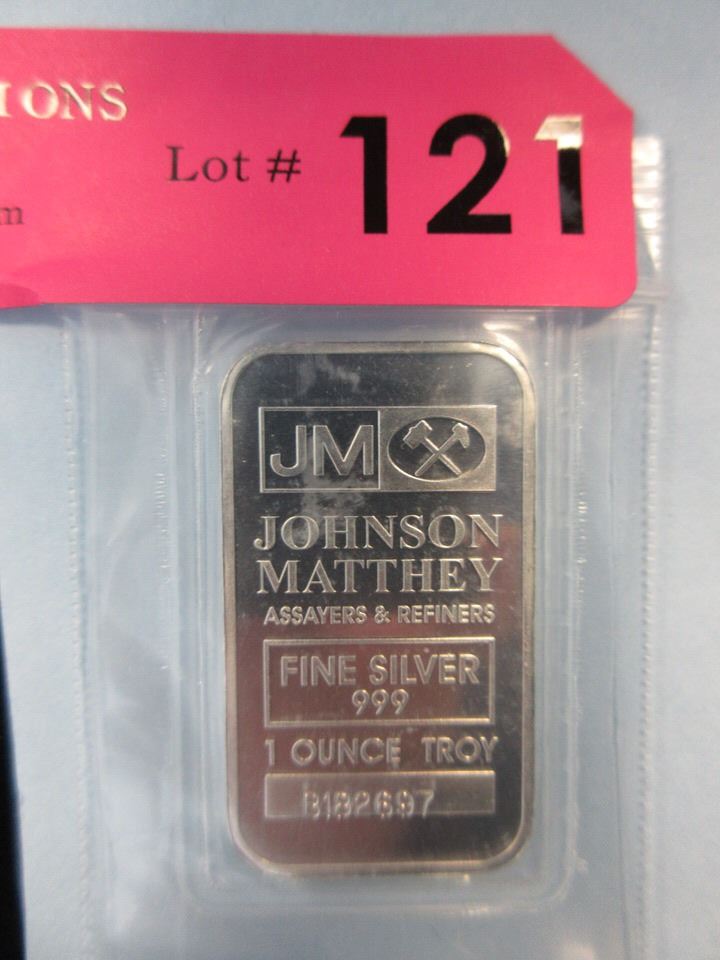 IONS
Lot # 121
m
JM
JOHNSON
MATTHEY
ASSAYERS & REFINERS
FINE SILVER
999
1 OUNCE TROY
B182697